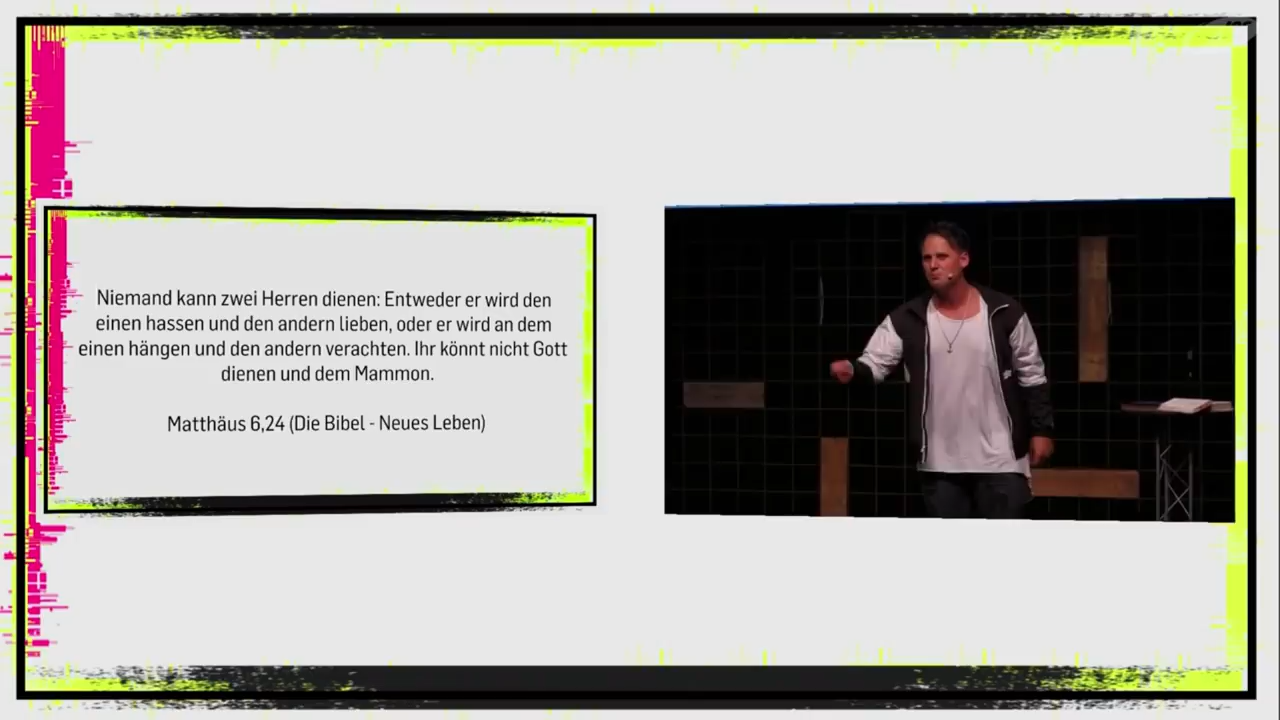 Niemand kann zwei Herren dienen: Entweder er wird den
einen hassen und den andern lieben, oder er wird an dem
einen hängen und den andern verachten. Ihr könnt nicht Gott
dienen und dem Mammon.
Matthäus 6,24 (Die Bibel - Neues Leben)